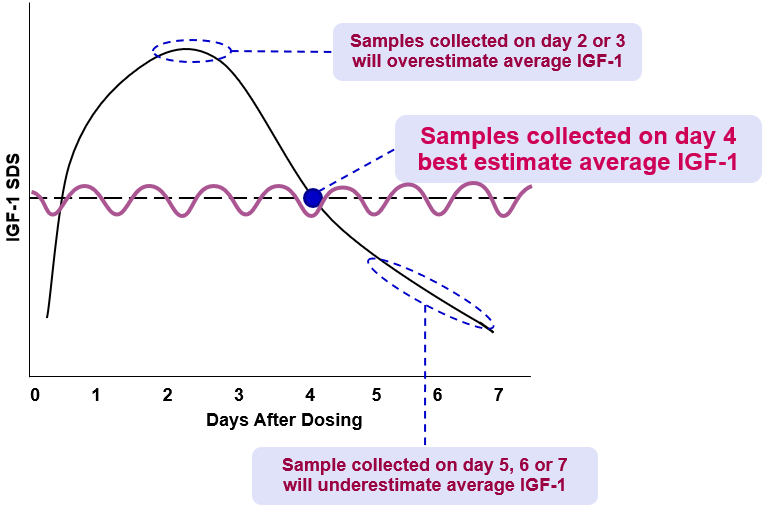 Samples collected on day 2 or 3
will overestimate average IGF-1
Samples collected on day 4
best estimate average IGF-1
IGF-1 SDS
0 1 2 3 4 5 6 7
Days After Dosing
Sample collected on day 5, 6 or 7
will underestimate average IGF-1